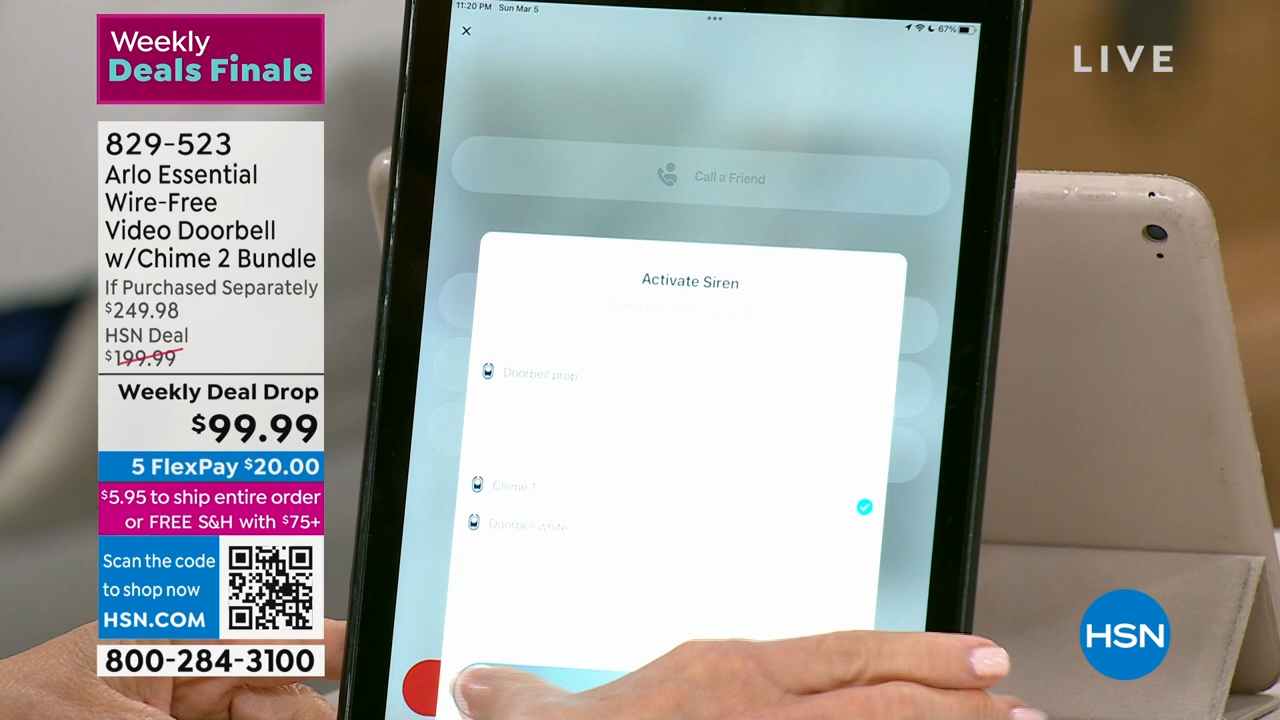 Weekly
Deals Finale
829-523
Arlo Essential
Wire-Free
Video Doorbell
w/Chime 2 Bundle
If Purchased Separately
$249.98
HSN Deal
$199.99
Weekly Deal Drop
$99.99
5 FlexPay $20.00
$5.95 to ship entire order
or FREE S&H with $75+
Scan the code
to shop now
HSN.COM
800-284-3100
11:20 PM Sun Mar 5
67%
Call a Friend
Activate Siren
Doorbell prop
Chime 1
Doorbell white
LIVE
HSN